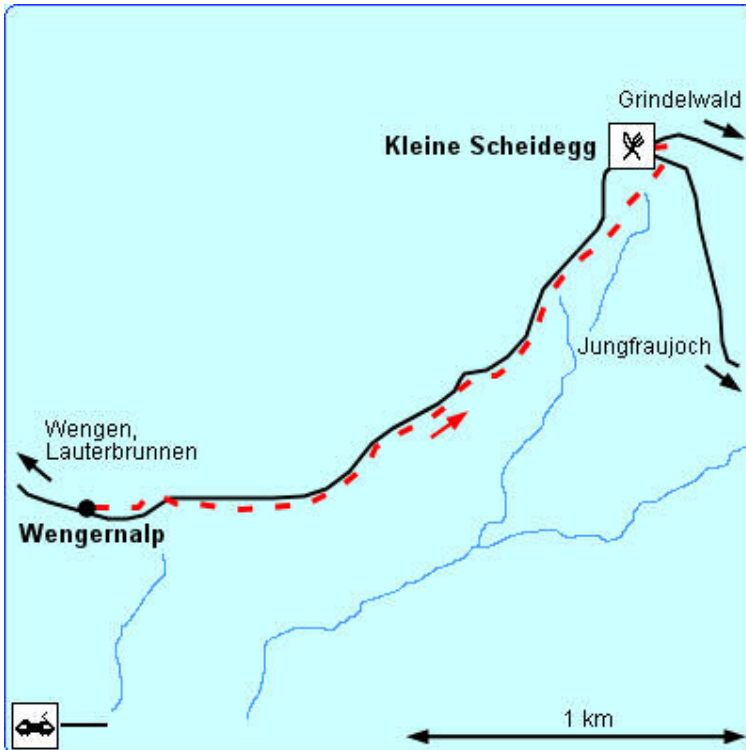 Grindelwald
Kleine Scheidegg
Jungfraujoch
Wengen,
Lauterbrunnen
Wengernalp
1 km